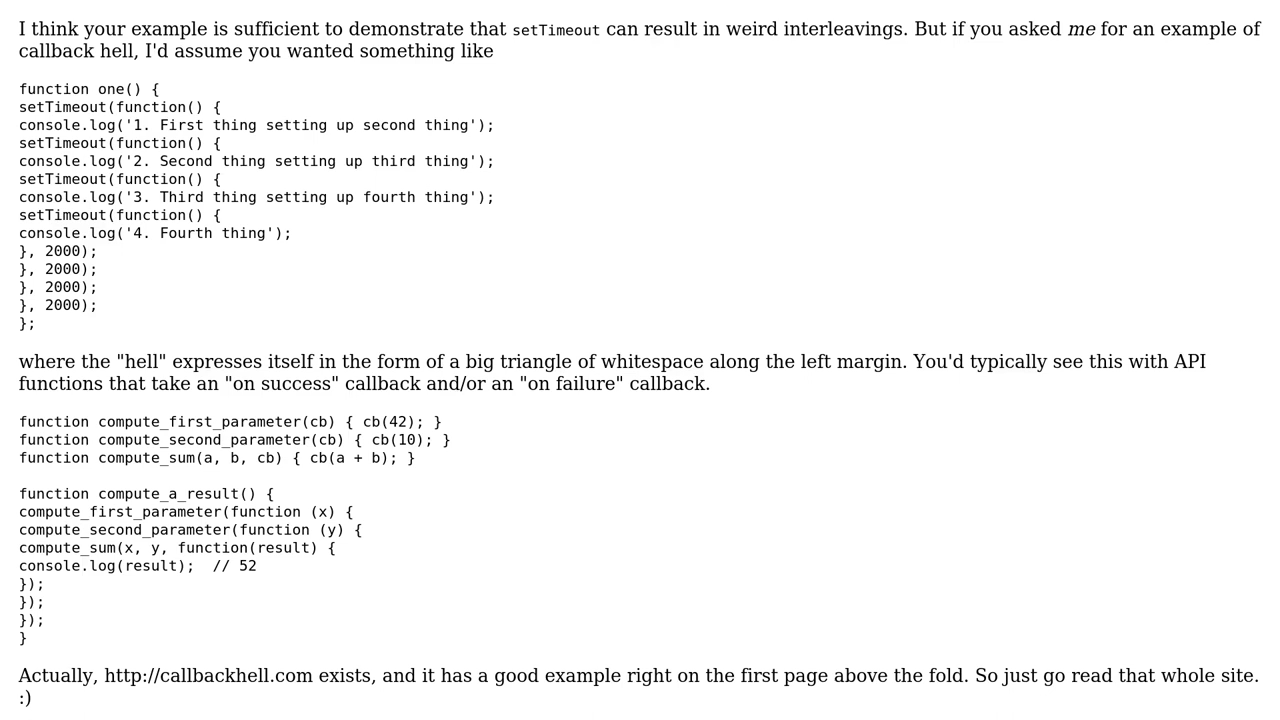 I think your example is sufficient to demonstrate that setTimeout can result in weird interleavings. But if you asked me for an example of
callback hell, I'd assume you wanted something like
function one() {
setTimeout(function() {
console.log('1. First thing setting up second thing');
setTimeout(function() {
console.log('2. Second thing setting up third thing');
setTimeout(function() {
console.log('3. Third thing setting up fourth thing');
setTimeout(function() {
console.log('4. Fourth thing');
}, 2000);
}, 2000);
}, 2000);
}, 2000);
};
where the "hell" expresses itself in the form of a big triangle of whitespace along the left margin. You'd typically see this with API
functions that take an "on success" callback and/or an "on failure" callback.
function compute_first_parameter(cb) { cb(42); }
function compute_second_parameter(cb) { cb(10); }
function compute_sum(a, b, cb) { cb(a + b); }
function compute_a_result() {
compute_first_parameter(function (x) {
compute_second_parameter(function (y) {
compute_sum(x, y, function(result) {
console.log(result);  // 52
});
});
});
}
Actually, http://callbackhell.com exists, and it has a good example right on the first page above the fold. So just go read that whole site.
:)